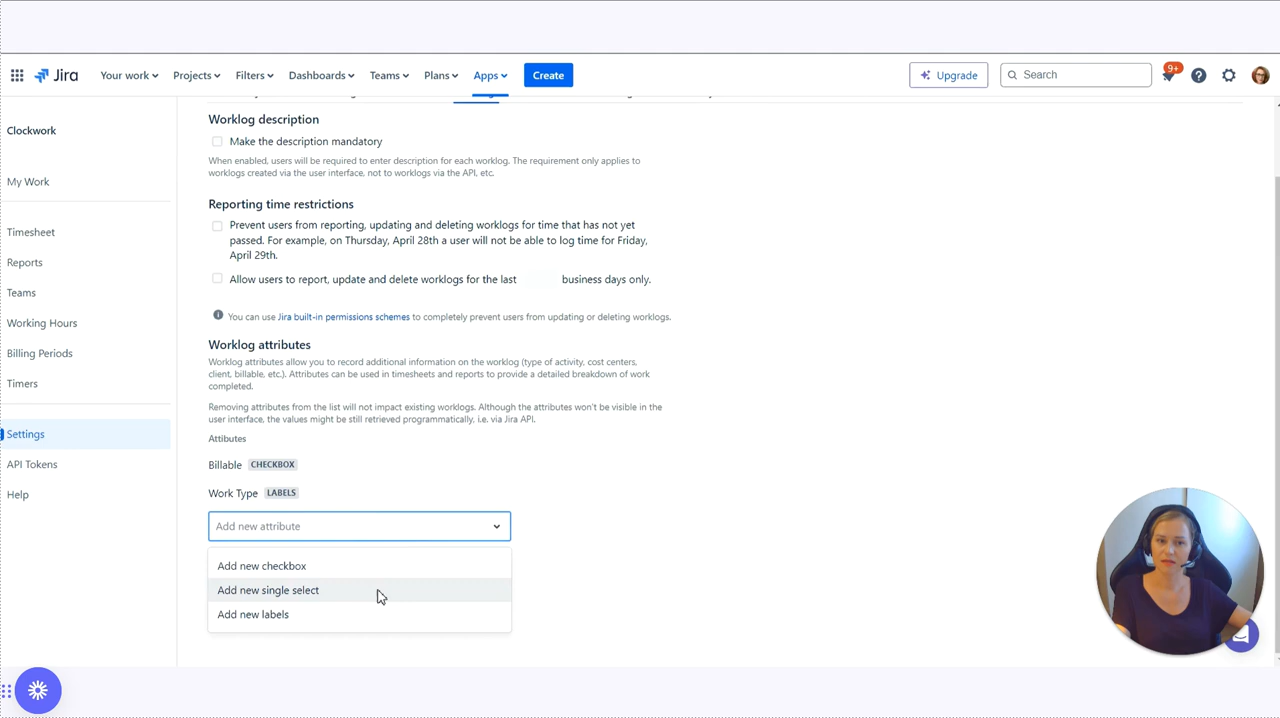 Jira
Your work
Projects
Filters
Dashboards
Teams
Plans
Apps
Create
Upgrade
Search
9+
Clockwork
My Work
Timesheet
Reports
Teams
Working Hours
Billing Periods
Timers
Settings
API Tokens
Help
Worklog description
Make the description mandatory
When enabled, users will be required to enter description for each worklog. The requirement only applies to
worklogs created via the user interface, not to worklogs via the API, etc.
Reporting time restrictions
Prevent users from reporting, updating and deleting worklogs for time that has not yet
passed. For example, on Thursday, April 28th a user will not be able to log time for Friday,
April 29th.
Allow users to report, update and delete worklogs for the last business days only.
You can use Jira built-in permissions schemes to completely prevent users from updating or deleting worklogs.
Worklog attributes
Worklog attributes allow you to record additional information on the worklog (type of activity, cost centers,
client, billable, etc.). Attributes can be used in timesheets and reports to provide a detailed breakdown of work
completed.
Removing attributes from the list will not impact existing worklogs. Although the attributes won't be visible in the
user interface, the values might be still retrieved programmatically, i.e. via Jira API.
Attibutes
Billable CHECKBOX
Work Type LABELS
Add new attribute
Add new checkbox
Add new single select
Add new labels